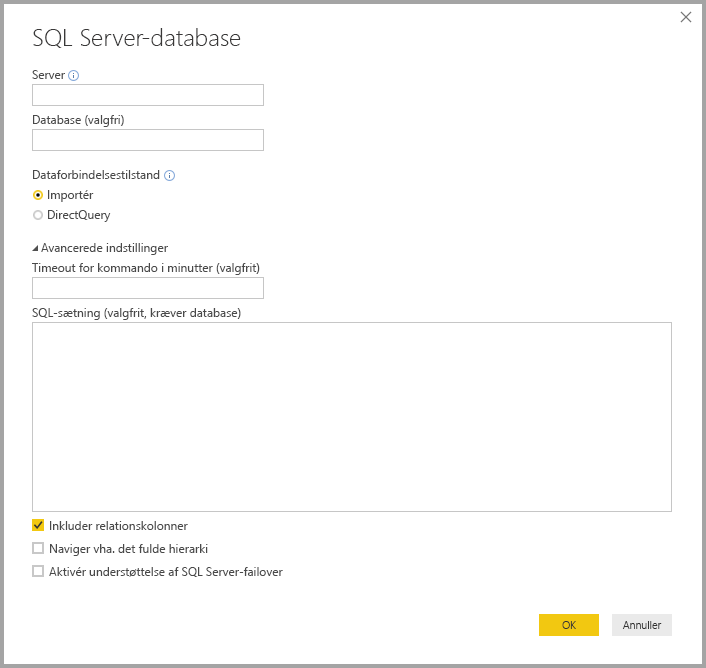 SQL Server-database
Server
Database (valgfri)
Dataforbindelsestilstand
Importér
DirectQuery
Avancerede indstillinger
Timeout for kommando i minutter (valgfrit)
SQL-sætning (valgfrit, kræver database)
Inkluder relationskolonner
Naviger vha. det fulde hierarki
Aktivér understøttelse af SQL Server-failover
OK Annuller